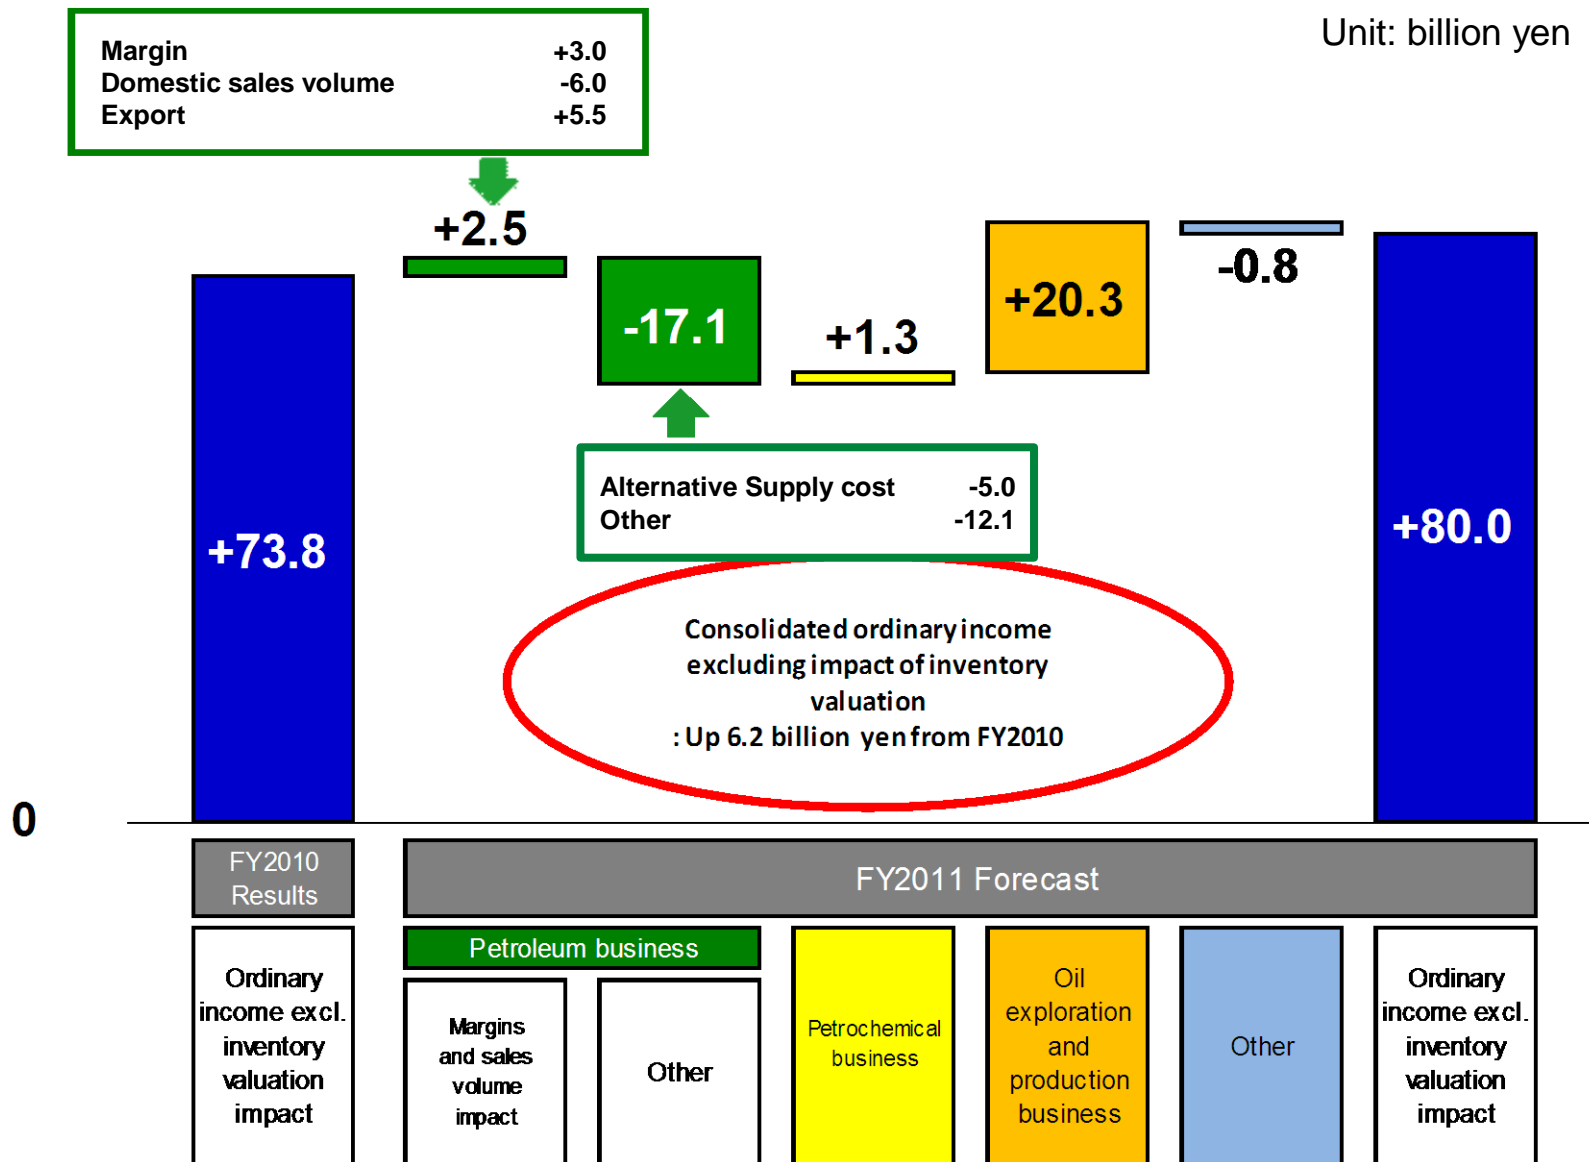 Unit: billion yen
Margin +3.0
Domestic sales volume -6.0
Export +5.5
+2.5
-17.1
+1.3
+20.3
-0.8
+73.8
+80.0
Alternative Supply cost -5.0
Other -12.1
Consolidated ordinary income
excluding impact of inventory
valuation
: Up 6.2 billion yen from FY2010
0
FY2010
Results
FY2011 Forecast
Ordinary
income excl.
inventory
valuation
impact
Petroleum business
Margins
and sales
volume
impact
Other
Petrochemical
business
Oil
exploration
and
production
business
Other
Ordinary
income excl.
inventory
valuation
impact